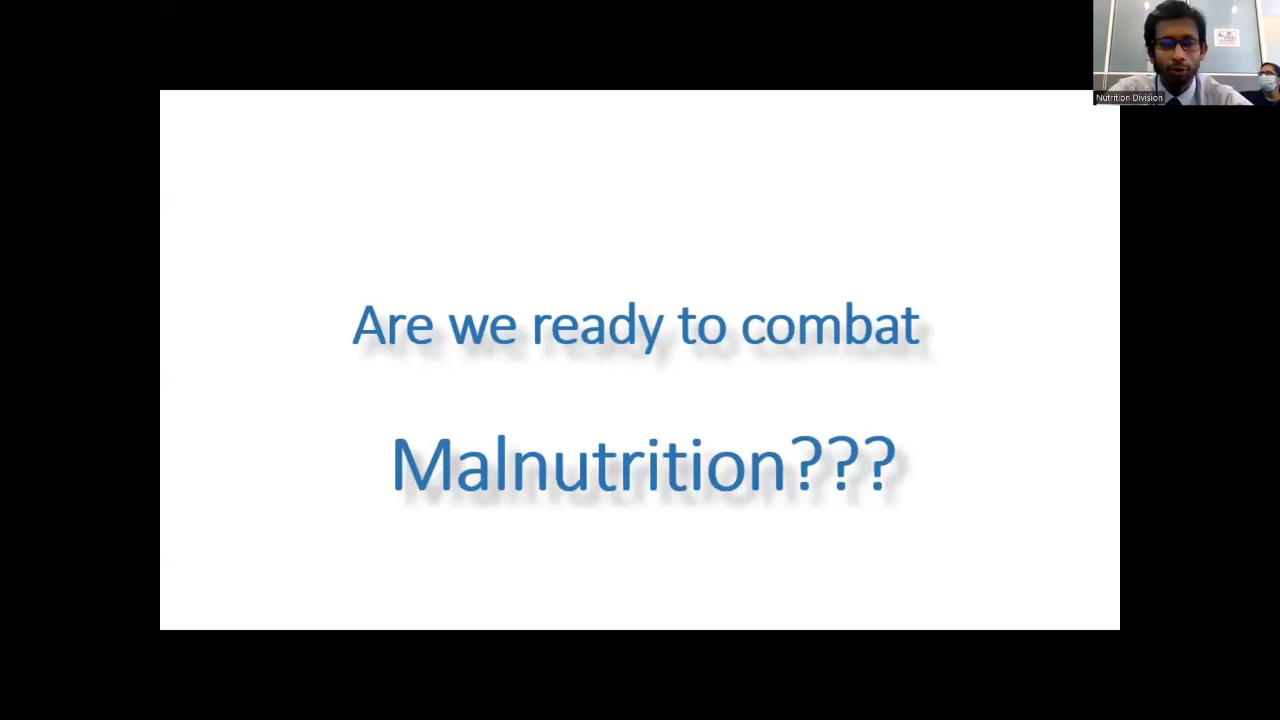 Nutrition Division
Are we ready to combat
Malnutrition???